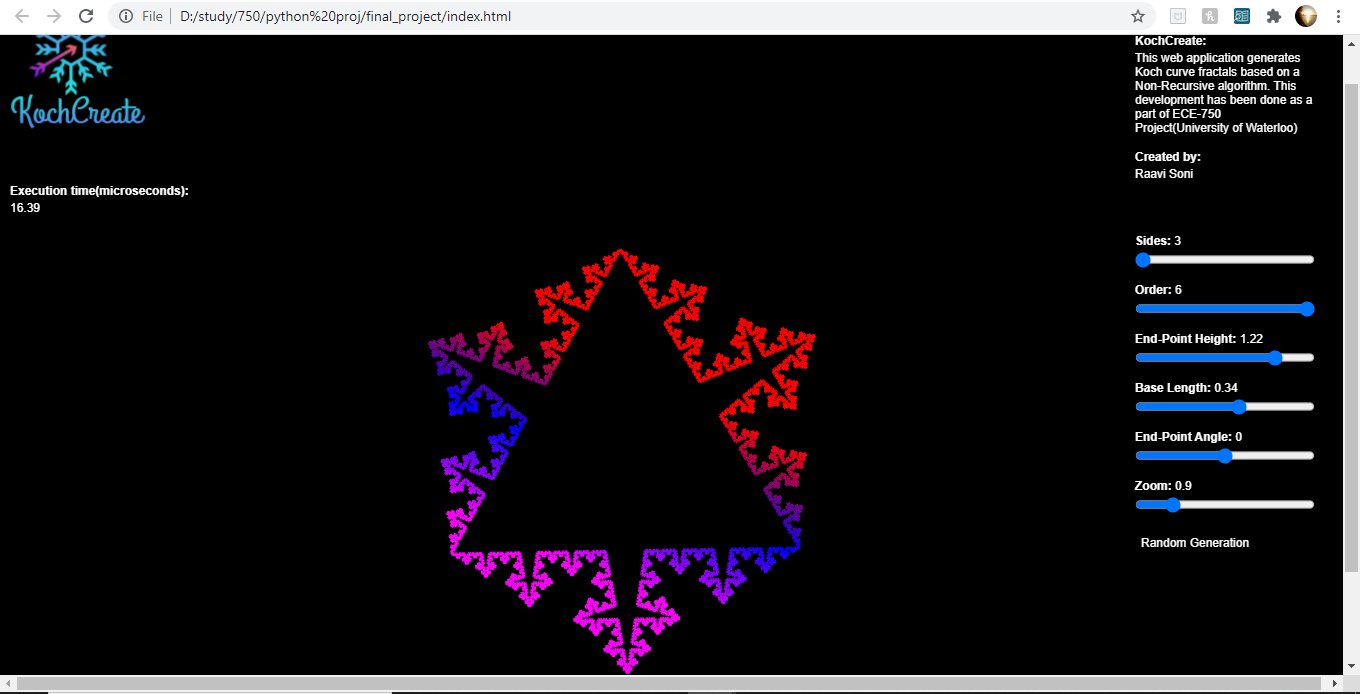 File
D:/study/750/python%20proj/final_project/index.html
KochCreate
Execution time(microseconds):
16.39
KochCreate:
This web application generates
Koch curve fractals based on a
Non-Recursive algorithm. This
development has been done as a
part of ECE-750
Project(University of Waterloo)
Created by:
Raavi Soni
Sides: 3
Order: 6
End-Point Height: 1.22
Base Length: 0.34
End-Point Angle: 0
Zoom: 0.9
Random Generation